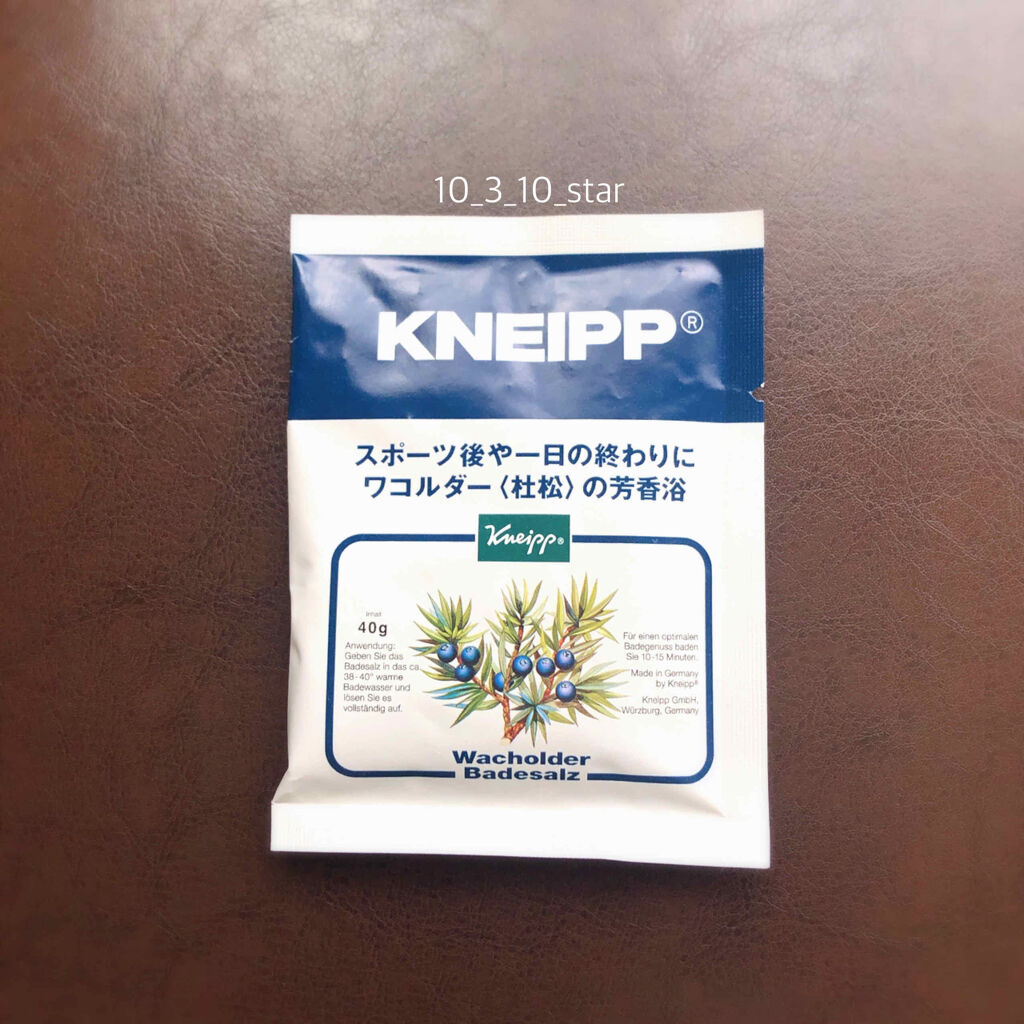 10_3_10_star
KNEIPP®
スポーツ後や一日の終わりに
ワコルダー〈杜松〉の芳香浴
Kneipp®
Inhalt
40g
Anwendung:
Geben Sie das
Badesalz in das ca.
38-40° warme
Badewasser und
lösen Sie es
vollständig auf.
Für einen optimalen
Badegenuss baden
Sie 10-15 Minuten.
Made in Germany
by Kneipp®
Kneipp GmbH,
Würzburg, Germany
Wacholder
Badesalz